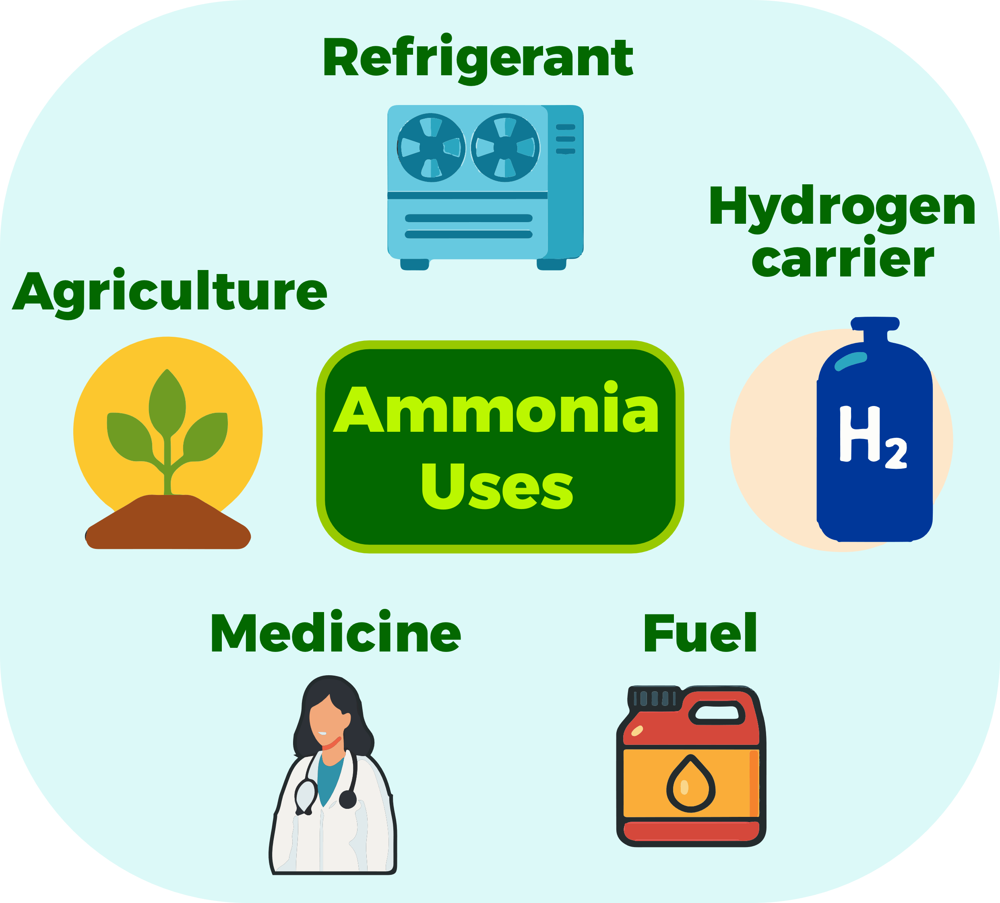 Refrigerant
Hydrogen
carrier
Agriculture
Ammonia
Uses
H2
Medicine
Fuel